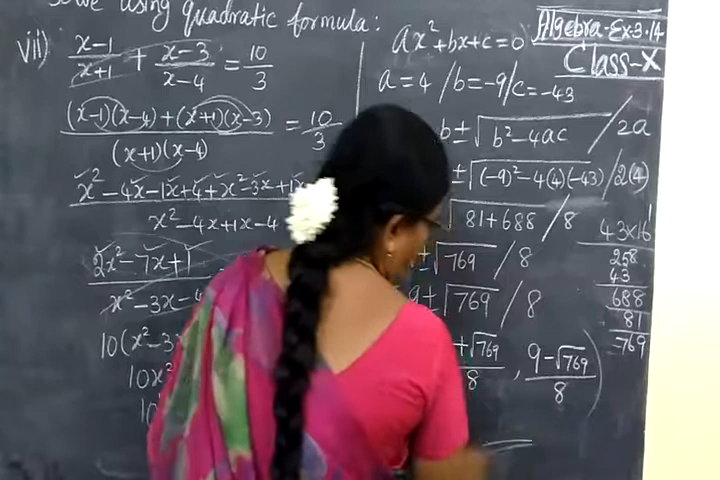 using quadratic formula:
Algebra-Ex-3.14
Class-X
vii) x-1/x+1 + x-3/x-4 = 10/3
(x-1)(x-4)+(x+1)(x-3)/(x+1)(x-4) = 10/3
x²-4x-1x+4+x²-3x+1x
x²-4x+1x-4
2x²-7x+1
x²-3x-4
10(x²-3
10x²
10
ax²+bx+c=0
a=4/b=-9/c=-43
b±√b²-4ac/2a
±√(-9)²-4(4)(-43)/2(4)
√81+688/8
±√769/8
9±√769/8
+√769/8 , 9-√769/8)
43×16
258
43
688
81
769